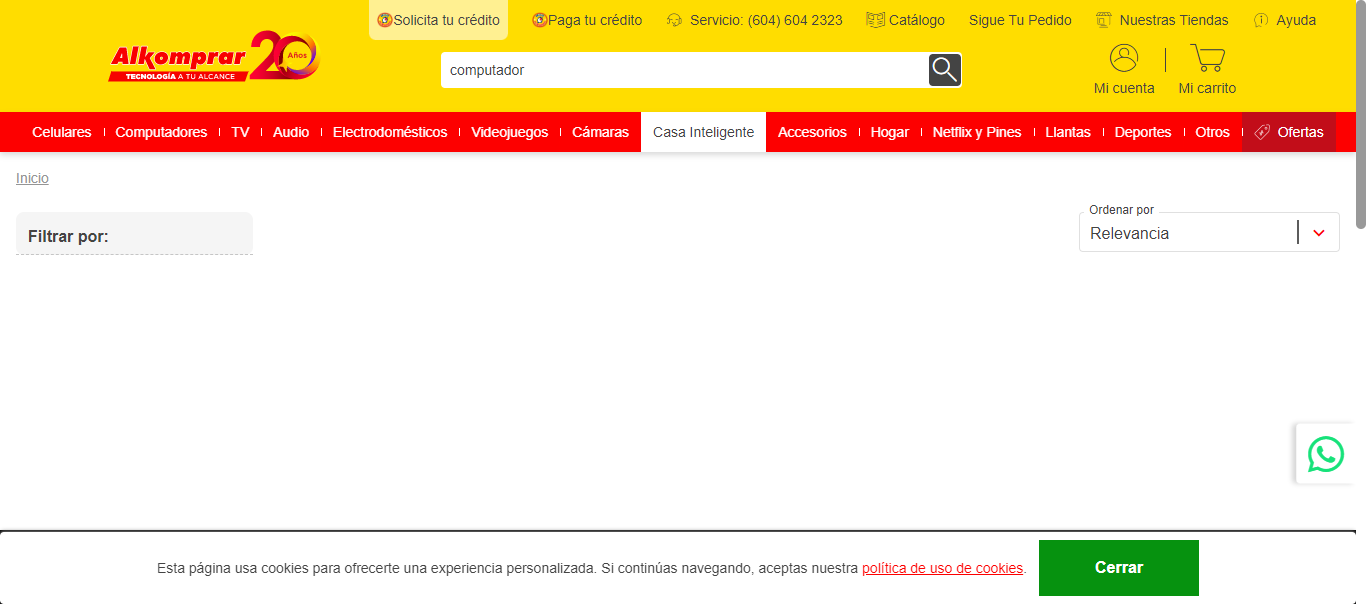 Solicita tu crédito Paga tu crédito Servicio: (604) 604 2323 Catálogo Sigue Tu Pedido Nuestras Tiendas Ayuda
Alkomprar 20 Años
TECNOLOGÍA A TU ALCANCE
computador
Mi cuenta Mi carrito
Celulares Computadores TV Audio Electrodomésticos Videojuegos Cámaras Casa Inteligente Accesorios Hogar Netflix y Pines Llantas Deportes Otros Ofertas
Inicio
Filtrar por:
Ordenar por
Relevancia
Esta página usa cookies para ofrecerte una experiencia personalizada. Si continúas navegando, aceptas nuestra política de uso de cookies.
Cerrar